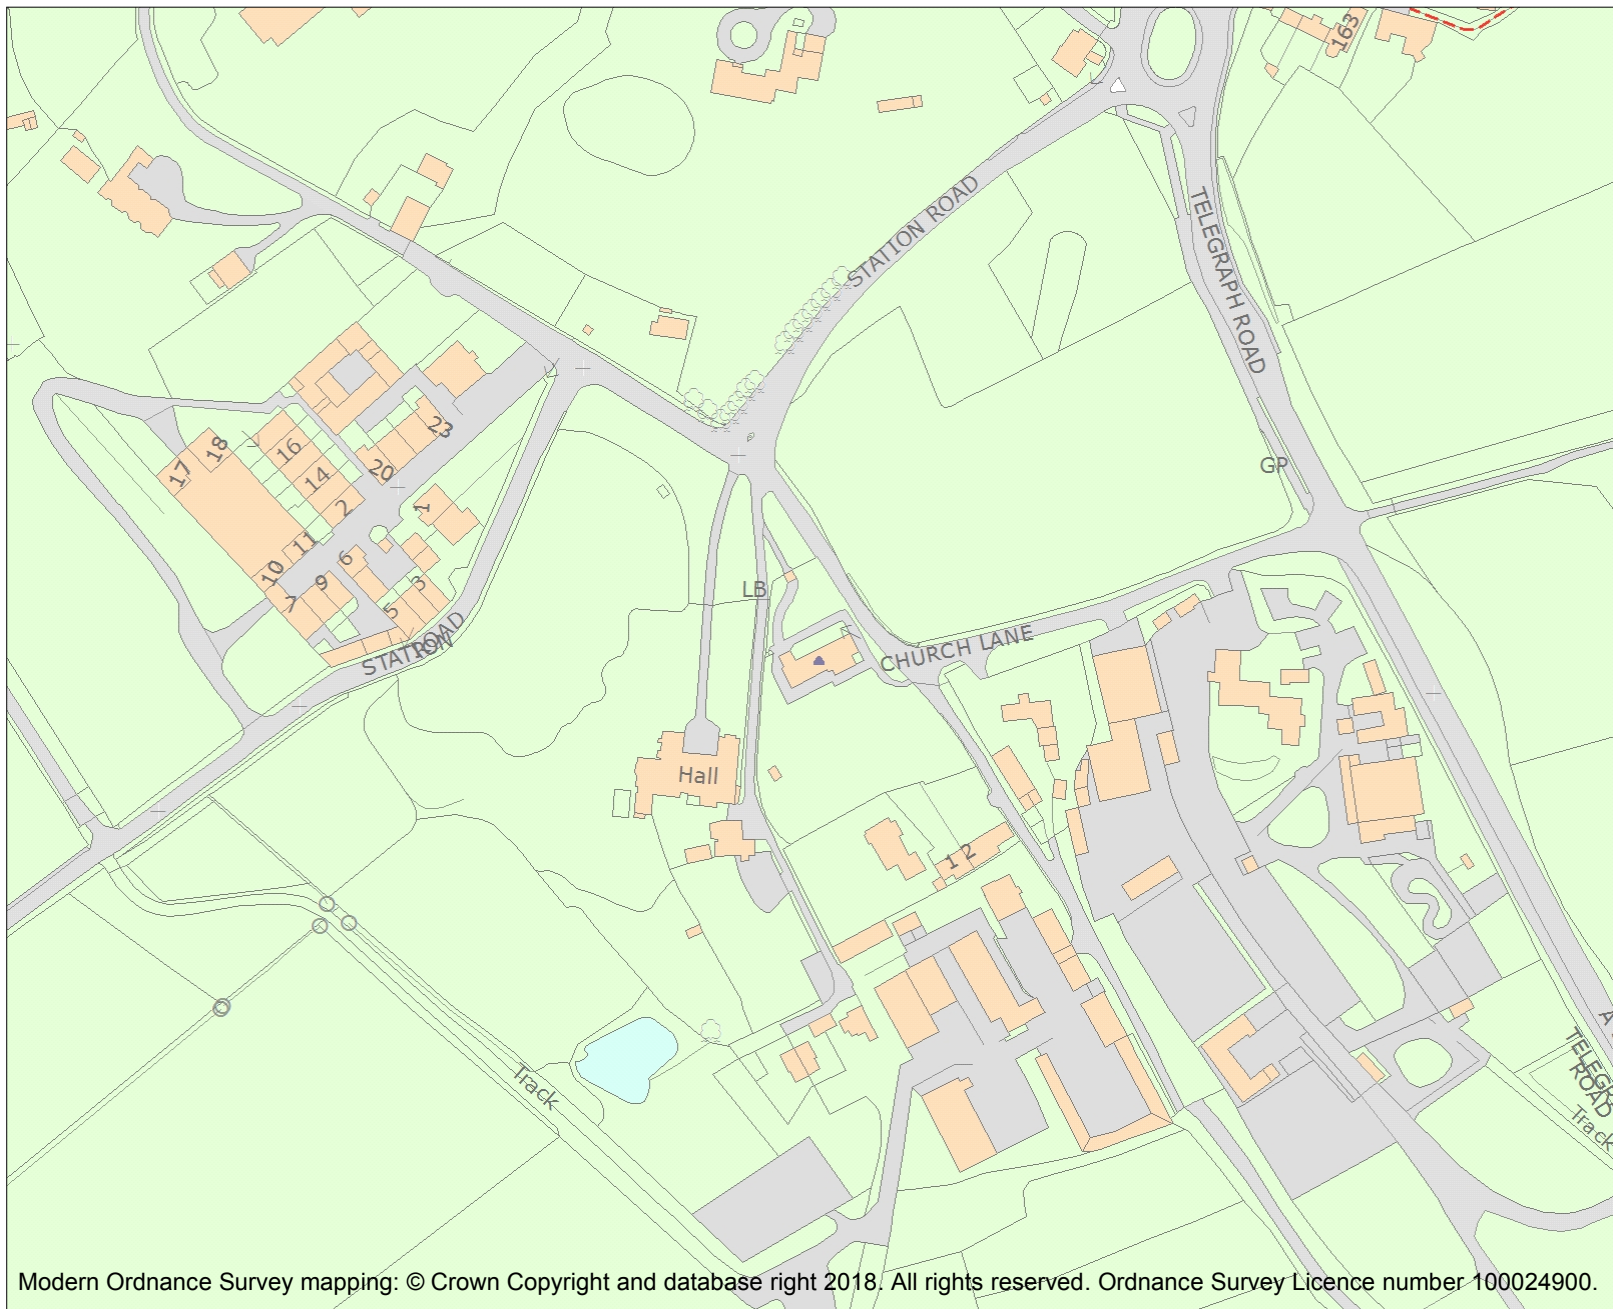 163
STATION ROAD
TELEGRAPH ROAD
23
16
18
17
20
14
2
1
GP
11
10
6
9
7
3
5
LB
STATION
ROAD
CHURCH LANE
Hall
1 2
Track
TELEGR
ROAD
Track
Modern Ordnance Survey mapping: © Crown Copyright and database right 2018. All rights reserved. Ordnance Survey Licence number 100024900.